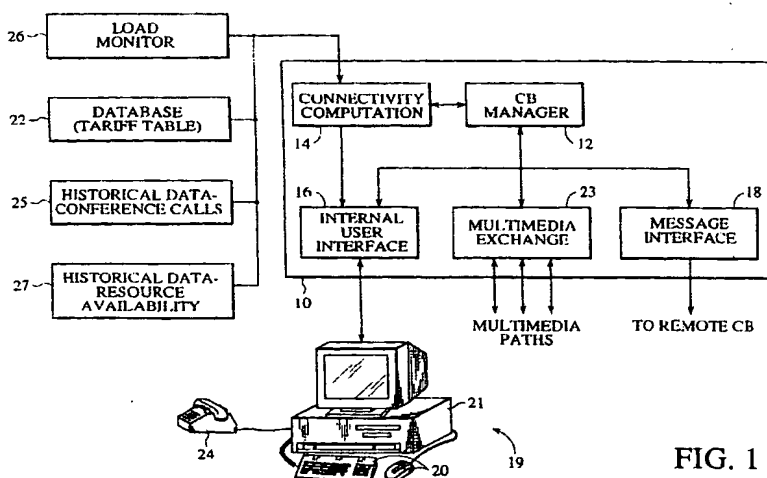 26
LOAD
MONITOR
22
DATABASE
(TARIFF TABLE)
25
HISTORICAL DATA-
CONFERENCE CALLS
27
HISTORICAL DATA-
RESOURCE
AVAILABILITY
CONNECTIVITY
COMPUTATION
14
CB
MANAGER
12
16
INTERNAL
USER
INTERFACE
23
MULTIMEDIA
EXCHANGE
18
MESSAGE
INTERFACE
10
MULTIMEDIA
PATHS
TO REMOTE CB
21
24
20
19
FIG. 1